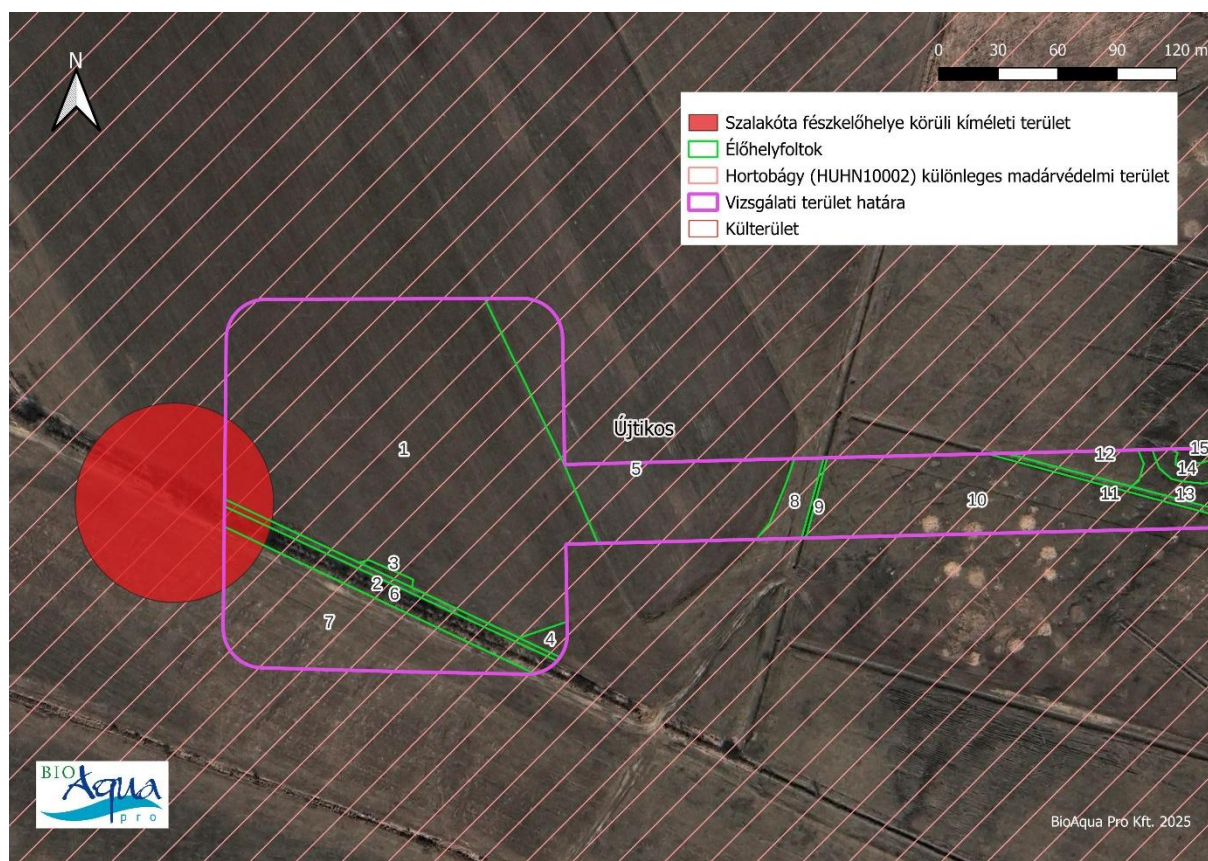 N
0 30 60 90 120 m
Szalakóta fészkelőhelye körüli kíméleti terület
Élőhelyfoltok
Hortobágy (HUHN10002) különleges madárvédelmi terület
Vizsgálati terület határa
Külterület
Újtikos
1
5
12
15
14
8
9
10
11
13
3
2
6
7
4
BIO
Aqua
pro
BioAqua Pro Kft. 2025